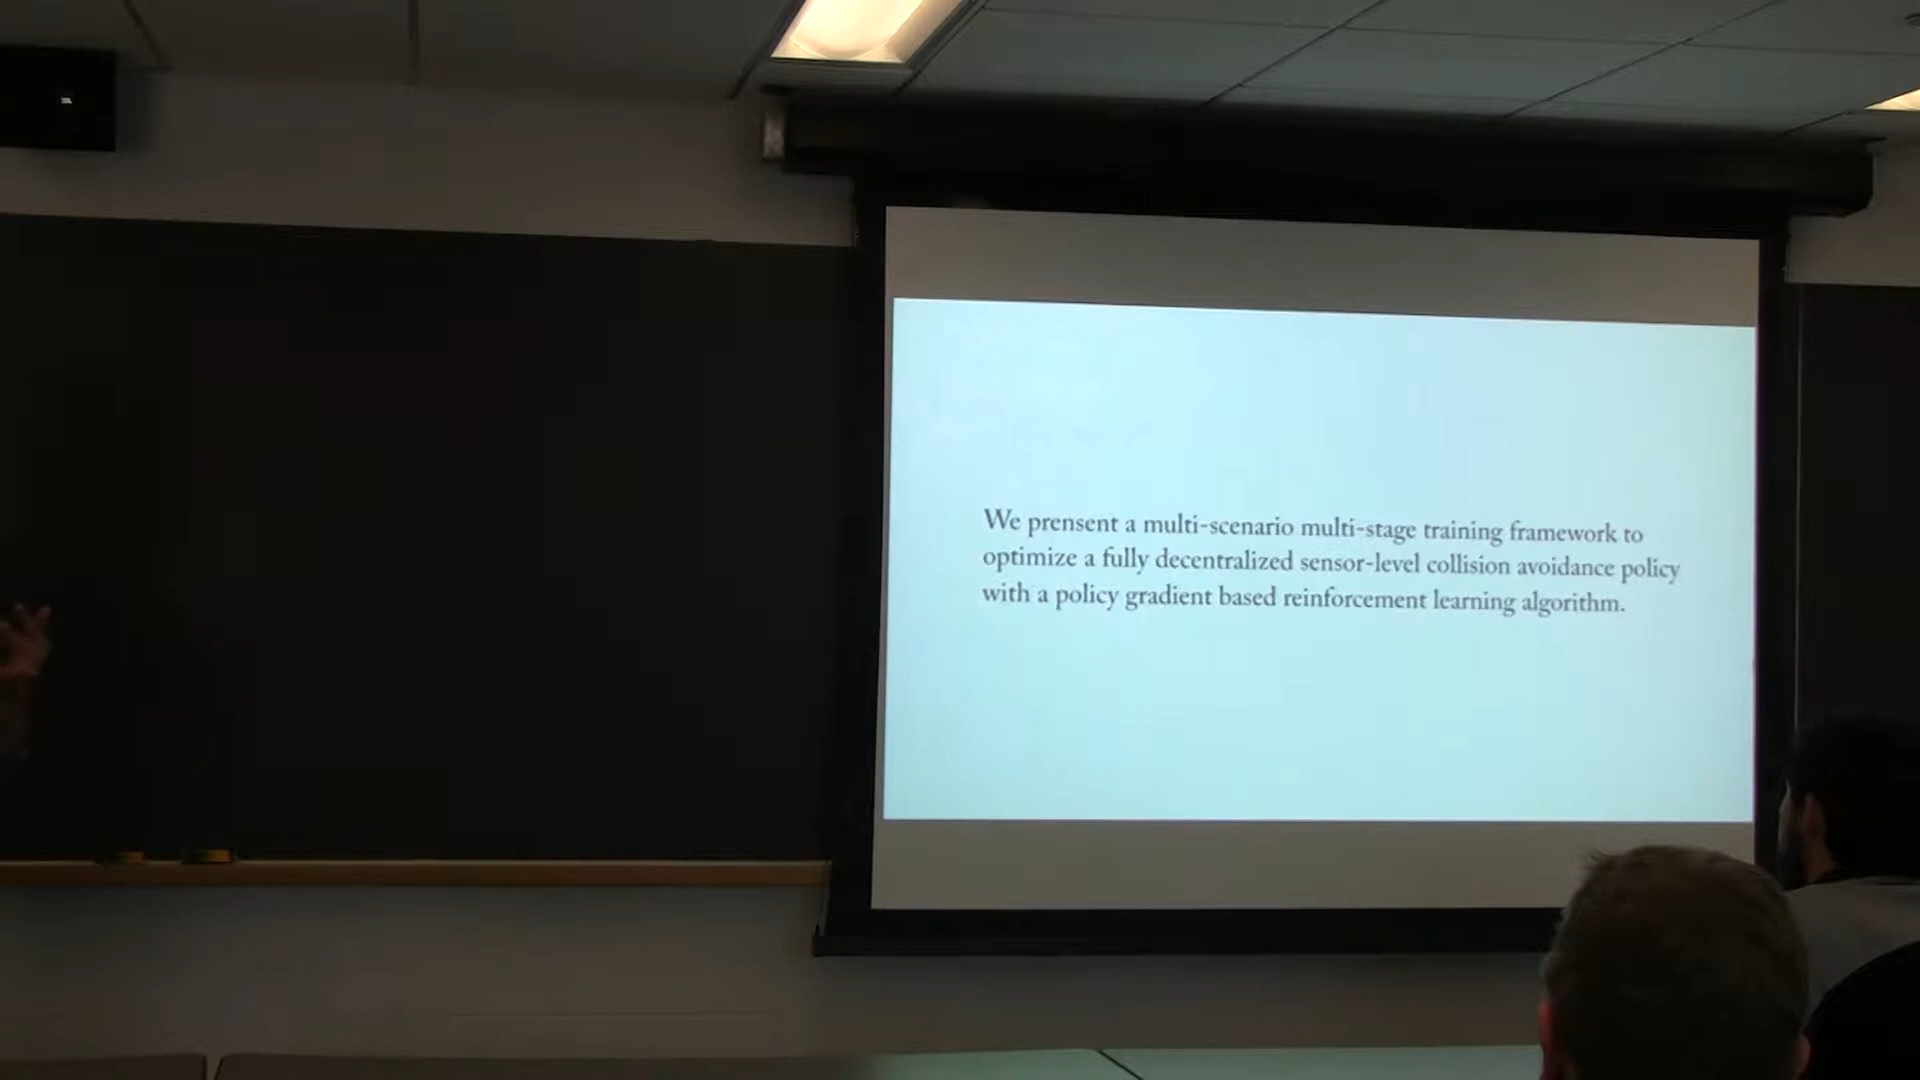 We prensent a multi-scenario multi-stage training framework to
optimize a fully decentralized sensor-level collision avoidance policy
with a policy gradient based reinforcement learning algorithm.